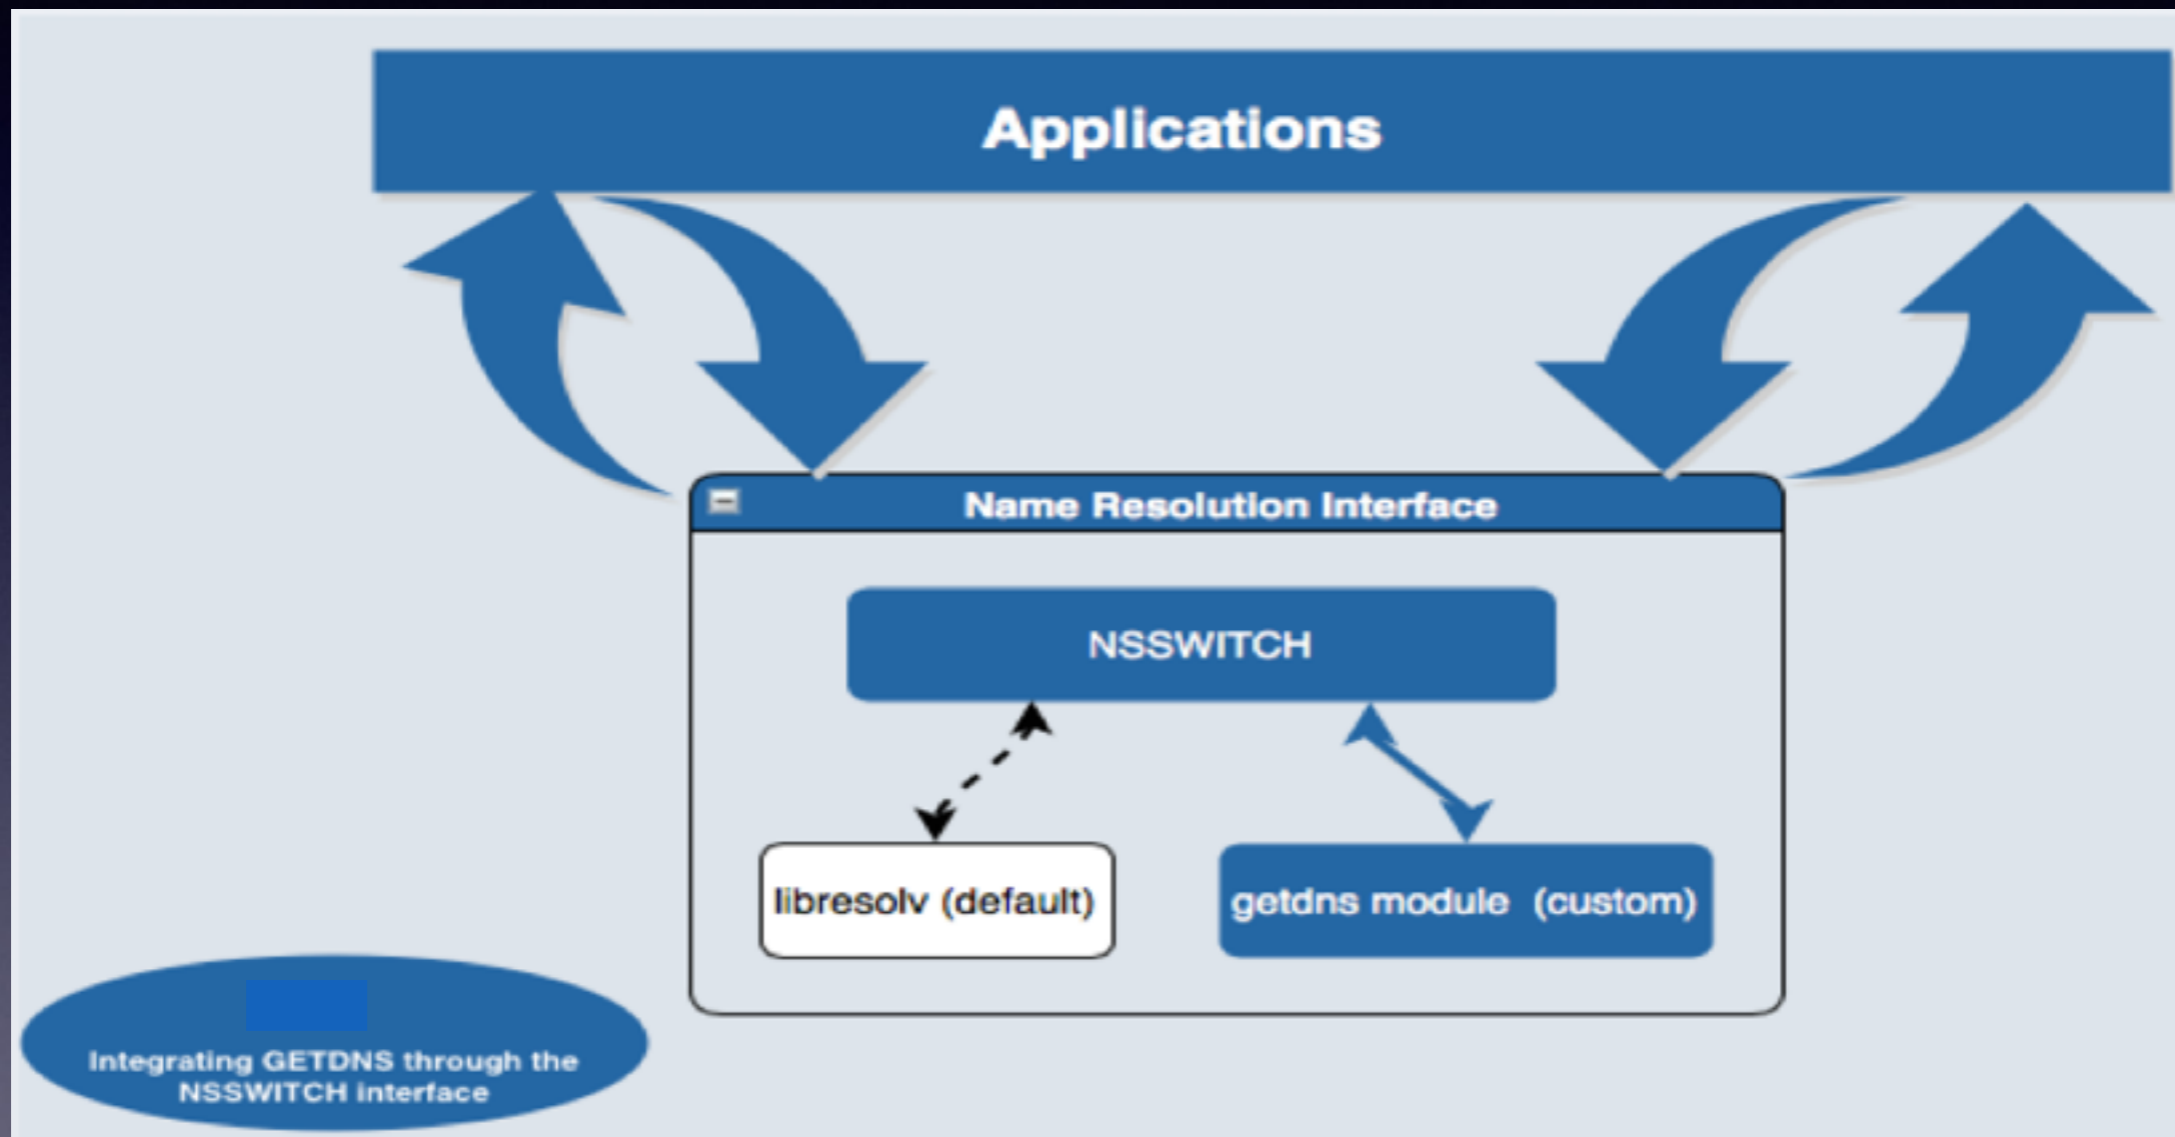 Applications
Name Resolution Interface
NSSWITCH
libresolv (default)
getdns module (custom)
Integrating GETDNS through the
NSSWITCH interface